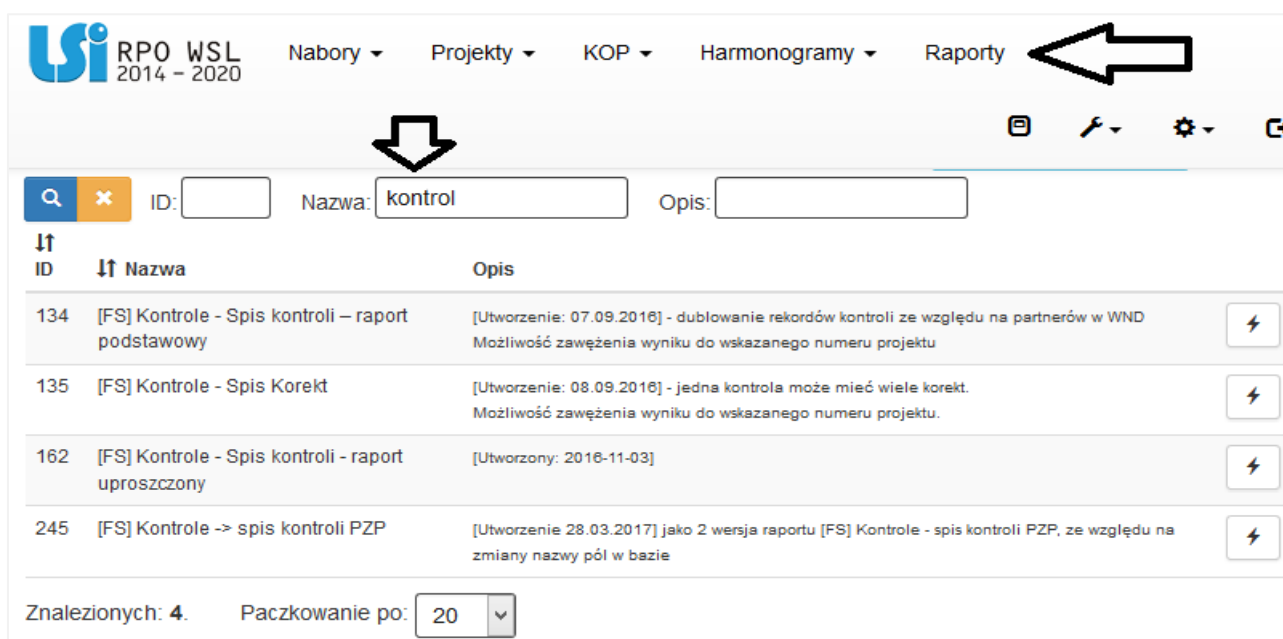 LSI RPO WSL 2014 – 2020
Nabory Projekty KOP Harmonogramy Raporty
ID: Nazwa: kontrol Opis:
ID Nazwa Opis
134 [FS] Kontrole - Spis kontroli – raport podstawowy
[Utworzenie: 07.09.2016] - dublowanie rekordów kontroli ze względu na partnerów w WND
Możliwość zawężenia wyniku do wskazanego numeru projektu
135 [FS] Kontrole - Spis Korekt
[Utworzenie: 08.09.2016] - jedna kontrola może mieć wiele korekt.
Możliwość zawężenia wyniku do wskazanego numeru projektu.
162 [FS] Kontrole - Spis kontroli - raport uproszczony
[Utworzony: 2016-11-03]
245 [FS] Kontrole -> spis kontroli PZP
[Utworzenie 28.03.2017] jako 2 wersja raportu [FS] Kontrole - spis kontroli PZP, ze względu na
zmiany nazwy pól w bazie
Znalezionych: 4. Paczkowanie po: 20